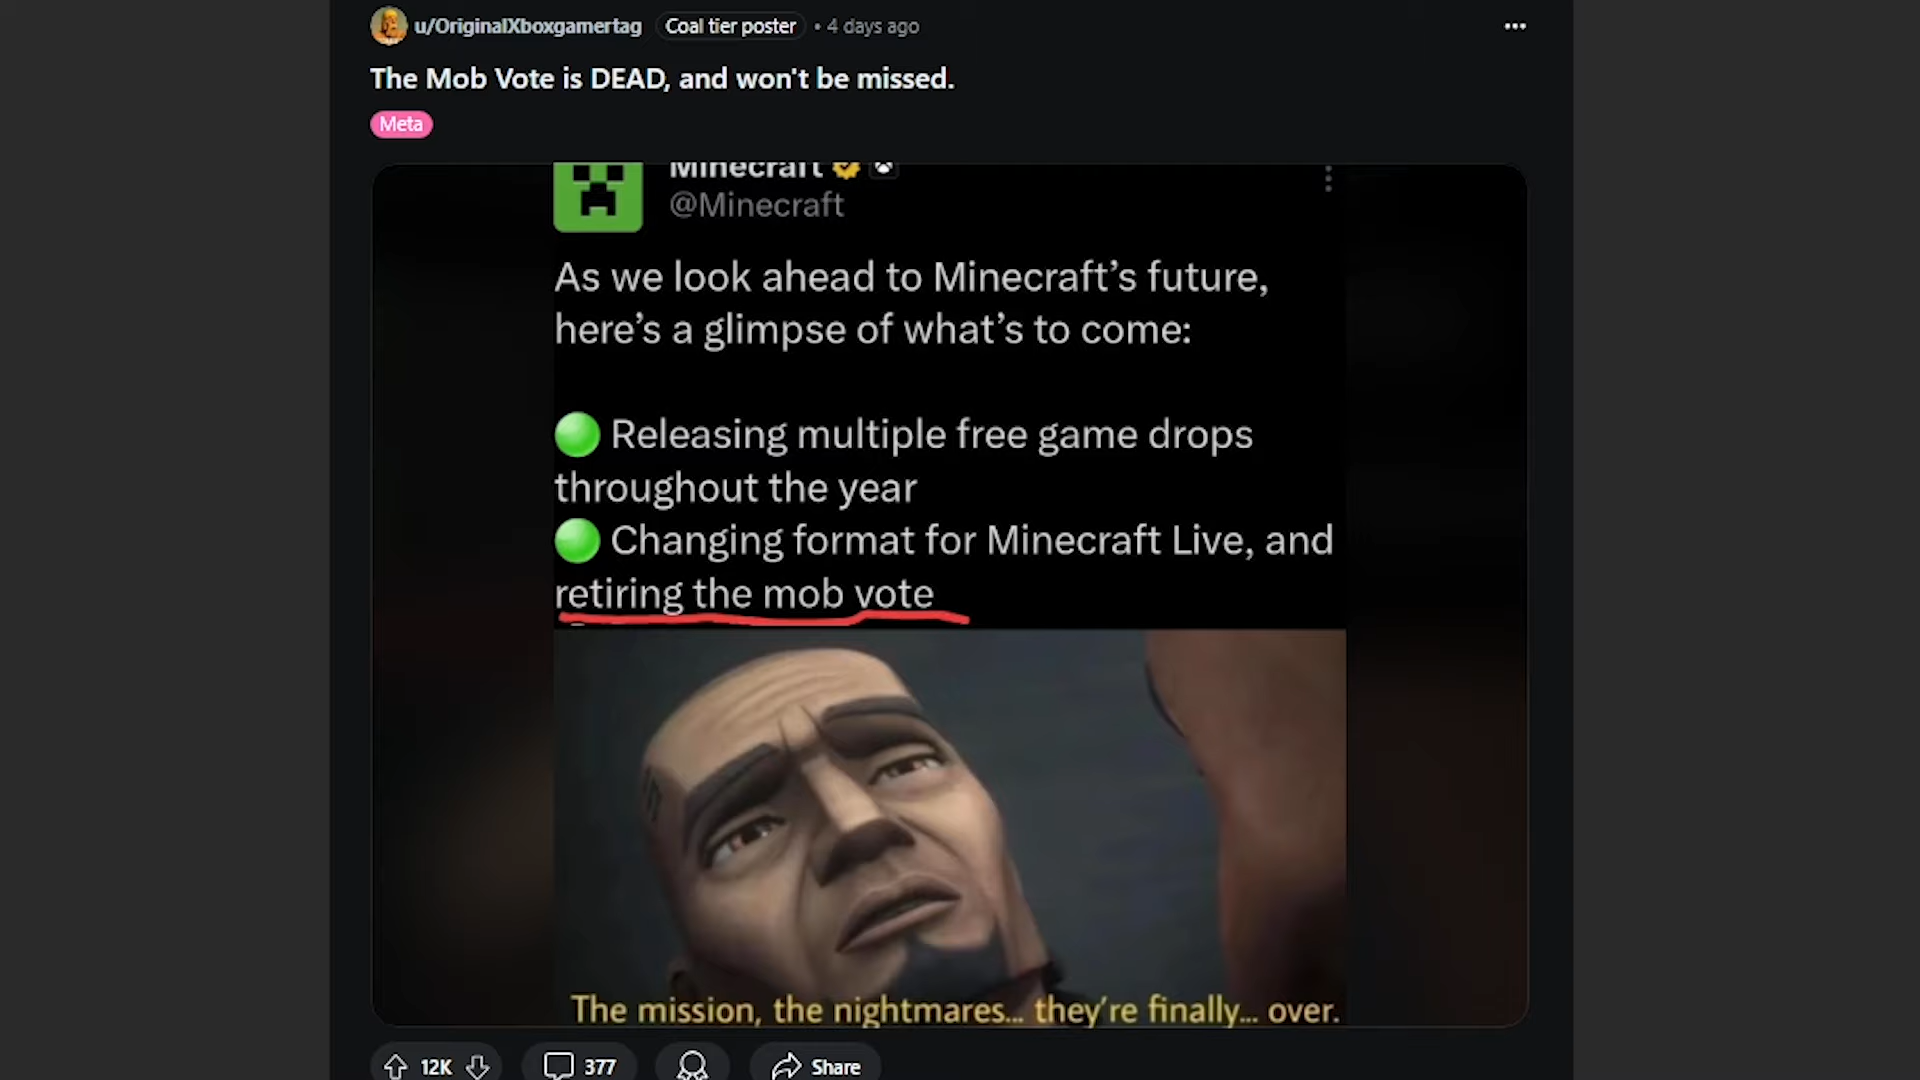 u/OriginalXboxgamertag Coal tier poster • 4 days ago
The Mob Vote is DEAD, and won't be missed.
Meta
Minecraft
@Minecraft
As we look ahead to Minecraft’s future,
here’s a glimpse of what’s to come:
Releasing multiple free game drops
throughout the year
Changing format for Minecraft Live, and
retiring the mob vote
The mission, the nightmares... they’re finally... over.
12K 377 Share